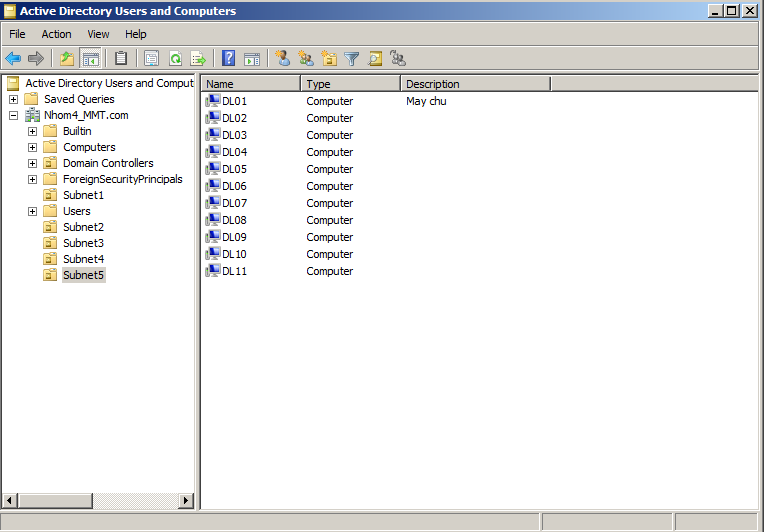 Active Directory Users and Computers
File Action View Help
Active Directory Users and Comput
Saved Queries
Nhom4_MMT.com
Builtin
Computers
Domain Controllers
ForeignSecurityPrincipals
Subnet1
Users
Subnet2
Subnet3
Subnet4
Subnet5
Name Type Description
DL01 Computer May chu
DL02 Computer
DL03 Computer
DL04 Computer
DL05 Computer
DL06 Computer
DL07 Computer
DL08 Computer
DL09 Computer
DL10 Computer
DL11 Computer